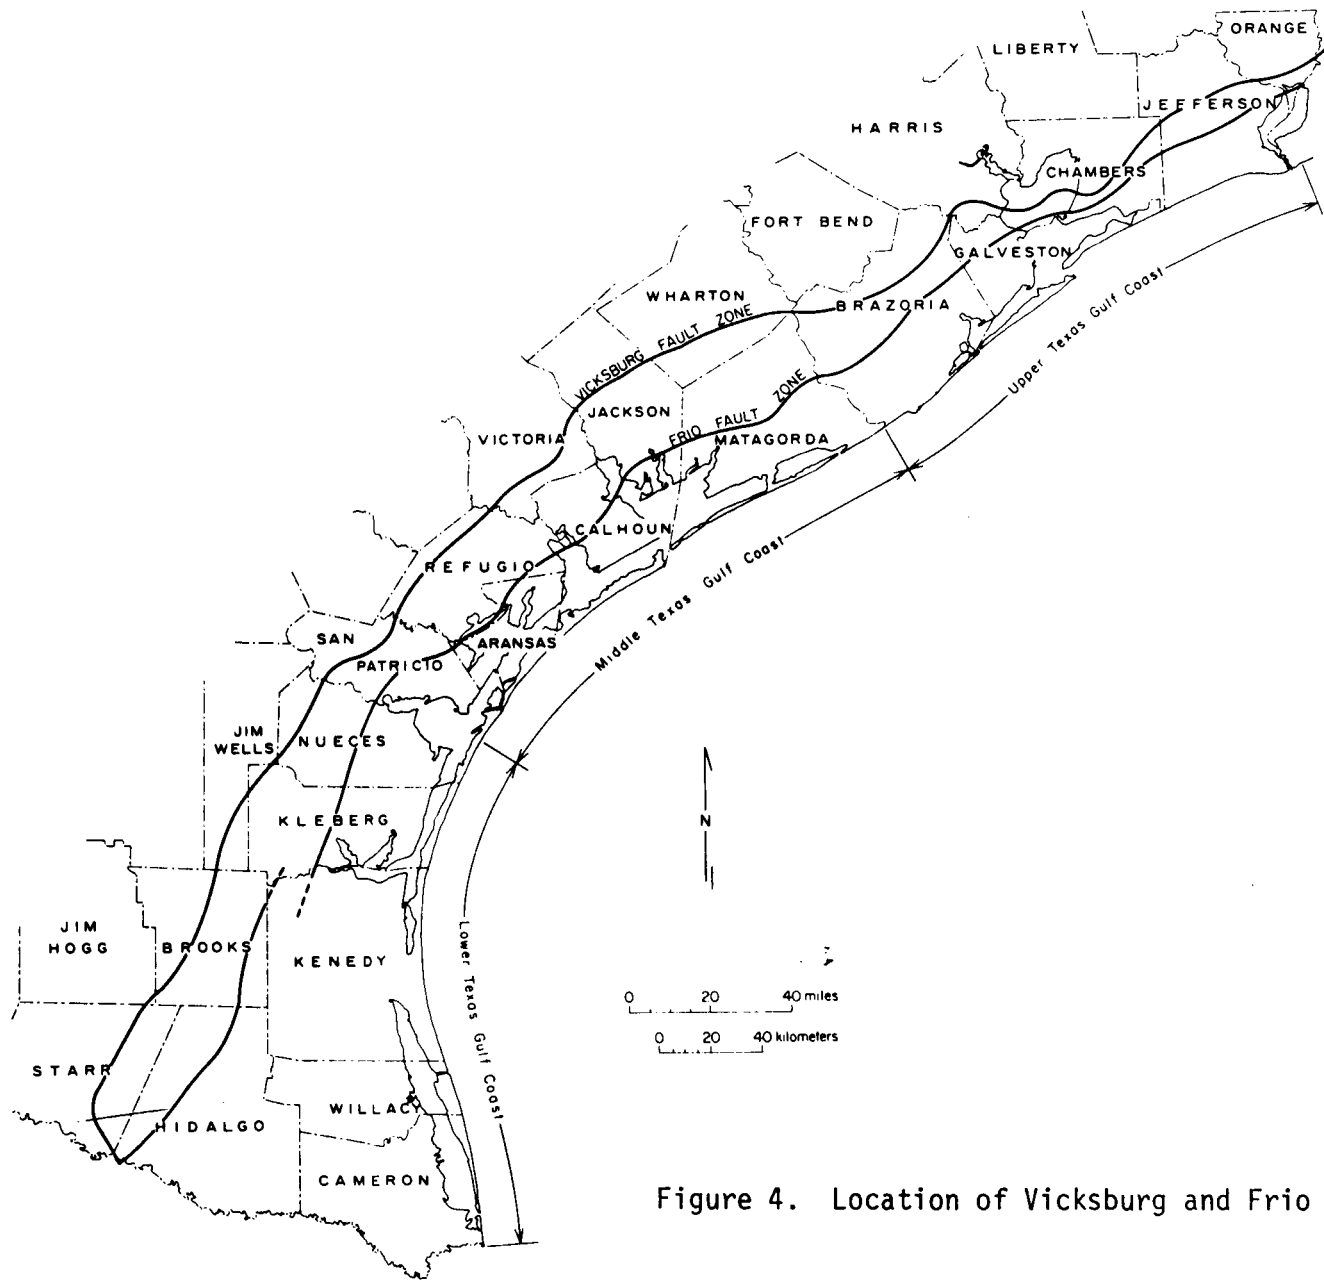 ORANGE
LIBERTY
JEFFERSON
HARRIS
CHAMBERS
FORT BEND
GALVESTON
WHARTON
BRAZORIA
VICKSBURG FAULT ZONE
Upper Texas Gulf Coast
JACKSON
FRIO FAULT ZONE
VICTORIA
MATAGORDA
CALHOUN
REFUGIO
Middle Texas Gulf Coast
SAN
PATRICIO
ARANSAS
JIM
WELLS
NUECES
N
KLEBERG
JIM
HOGG
BROOKS
KENEDY
Lower Texas Gulf Coast
0 20 40 miles
0 20 40 kilometers
STARR
HIDALGO
WILLACY
CAMERON
Figure 4. Location of Vicksburg and Frio